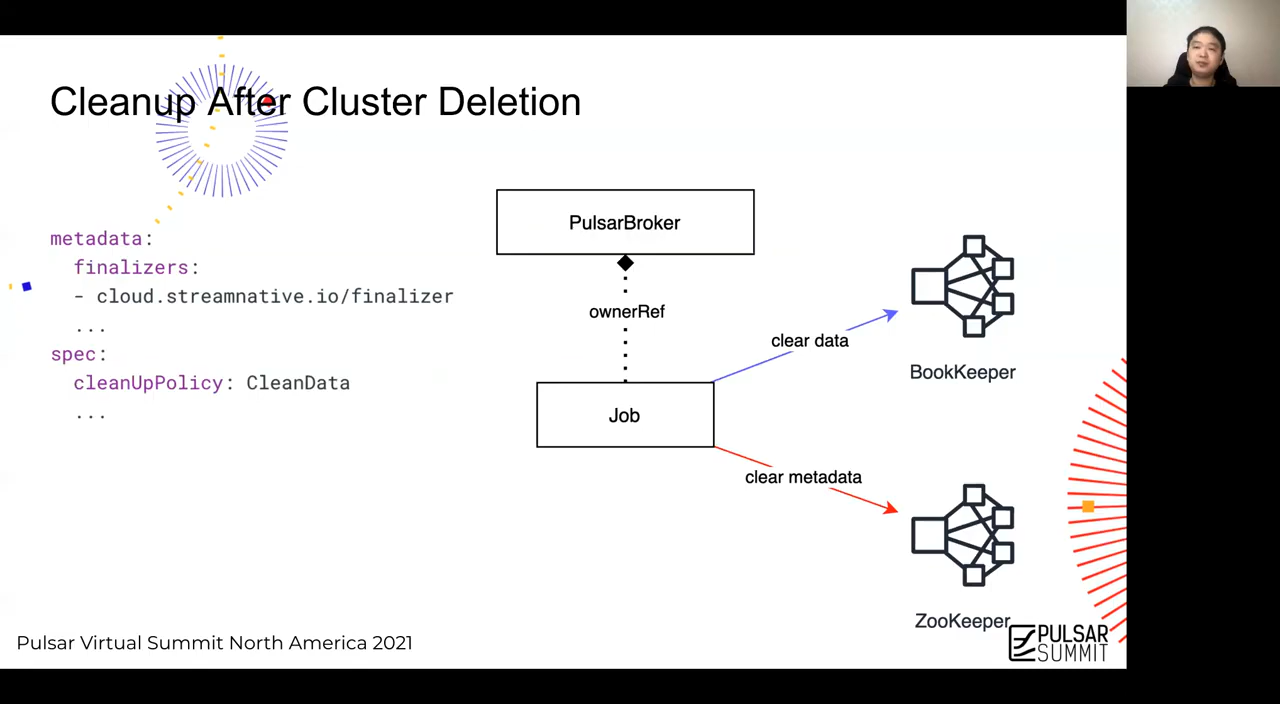 Cleanup After Cluster Deletion
metadata:
finalizers:
- cloud.streamnative.io/finalizer
...
spec:
cleanUpPolicy: CleanData
...
PulsarBroker
ownerRef
Job
clear data
clear metadata
BookKeeper
ZooKeeper
Pulsar Virtual Summit North America 2021
PULSAR
SUMMIT